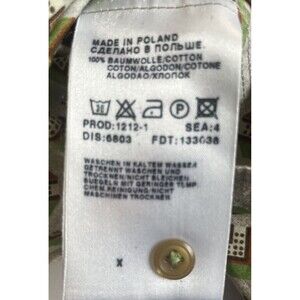 MADE IN POLAND
СДЕЛАНО В ПОЛЬШЕ
100% BAUMWOLLE/COTTON
COTON/ALGODON/COTONE
ALGODAO/ХЛОПОК
PROD:1212-1 SEA:4
DIS:6803 FDT:133038
WASCHEN IN KALTEM WASSER
GETRENNT WASCHEN UND
TROCKNEN/NICHT BLEICHEN
BUEGELN MIT GERINGER TEMP
CHEM.REINIGUNG/NICHT
MASCHINEN TROCKNEN
X